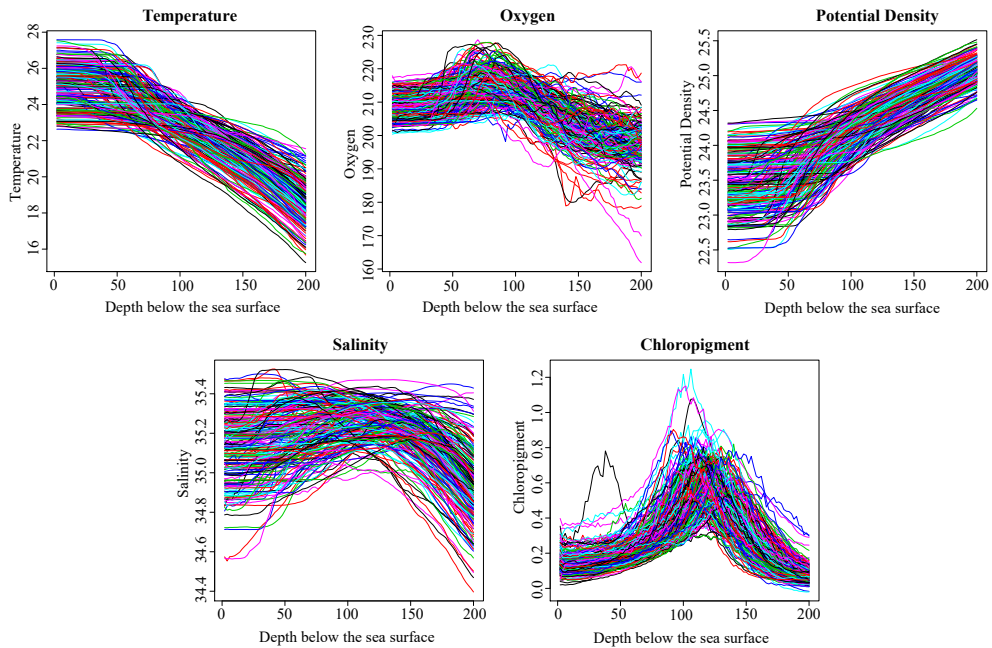 Temperature
28
26
24
22
20
18
16
Temperature
0 50 100 150 200
Depth below the sea surface
Oxygen
230
220
210
200
190
180
160
Oxygen
0 50 100 150 200
Depth below the sea surface
Potential Density
25.5
25.0
24.5
24.0
23.5
23.0
22.5
Potential Density
0 50 100 150 200
Depth below the sea surface
Salinity
35.4
35.2
35.0
34.8
34.6
34.4
Salinity
0 50 100 150 200
Depth below the sea surface
Chloropigment
1.2
1.0
0.8
0.6
0.4
0.2
0.0
Chloropigment
0 50 100 150 200
Depth below the sea surface